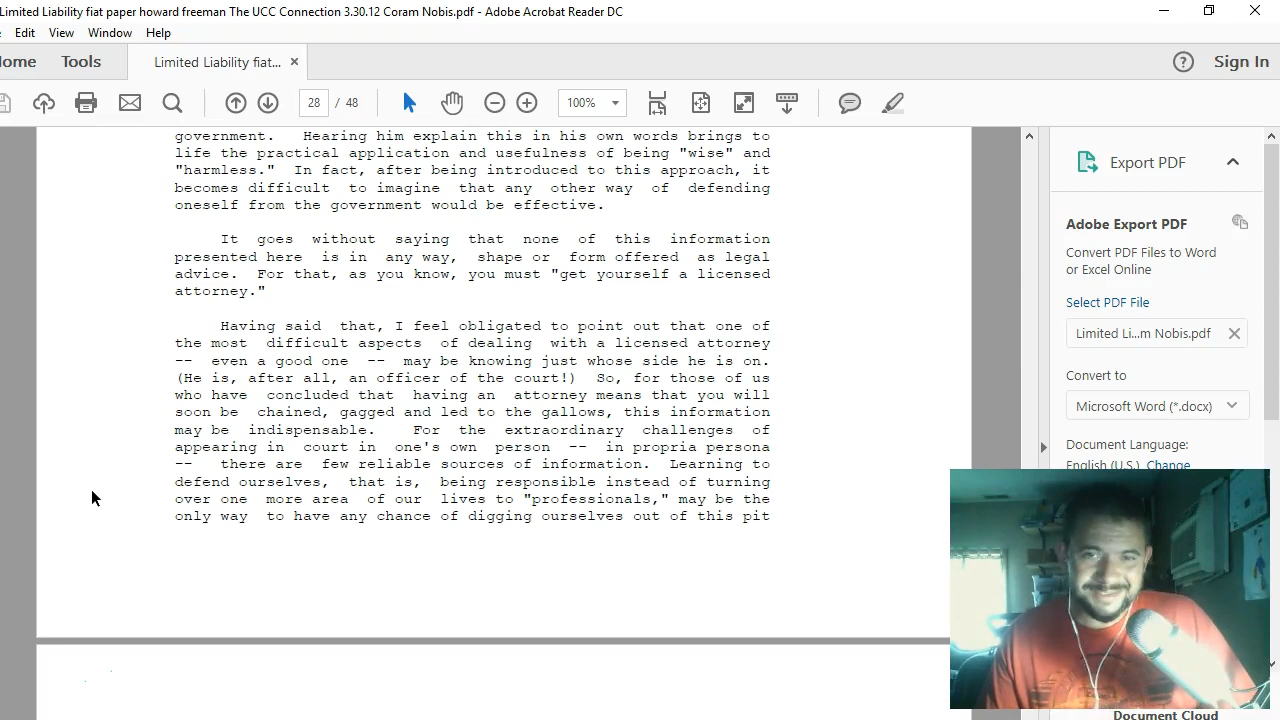 Limited Liability fiat paper howard freeman The UCC Connection 3.30.12 Coram Nobis.pdf - Adobe Acrobat Reader DC
Edit View Window Help
ome Tools Limited Liability fiat... ×
Sign In
28 / 48 100%
government. Hearing him explain this in his own words brings to
life the practical application and usefulness of being "wise" and
"harmless." In fact, after being introduced to this approach, it
becomes difficult to imagine that any other way of defending
oneself from the government would be effective.
It goes without saying that none of this information
presented here is in any way, shape or form offered as legal
advice. For that, as you know, you must "get yourself a licensed
attorney."
Having said that, I feel obligated to point out that one of
the most difficult aspects of dealing with a licensed attorney
-- even a good one -- may be knowing just whose side he is on.
(He is, after all, an officer of the court!) So, for those of us
who have concluded that having an attorney means that you will
soon be chained, gagged and led to the gallows, this information
may be indispensable. For the extraordinary challenges of
appearing in court in one's own person -- in propria persona
-- there are few reliable sources of information. Learning to
defend ourselves, that is, being responsible instead of turning
over one more area of our lives to "professionals," may be the
only way to have any chance of digging ourselves out of this pit
Export PDF
Adobe Export PDF
Convert PDF Files to Word
or Excel Online
Select PDF File
Limited Li...m Nobis.pdf
Convert to
Microsoft Word (*.docx)
Document Language:
English (U.S.) Change
Document Cloud